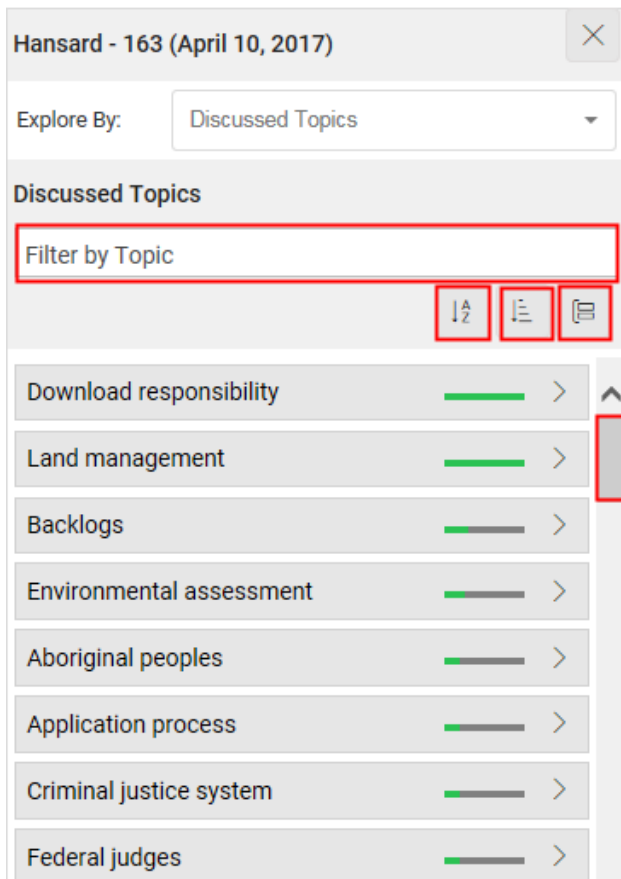 Hansard - 163 (April 10, 2017)
Explore By: Discussed Topics
Discussed Topics
Filter by Topic
Download responsibility
Land management
Backlogs
Environmental assessment
Aboriginal peoples
Application process
Criminal justice system
Federal judges